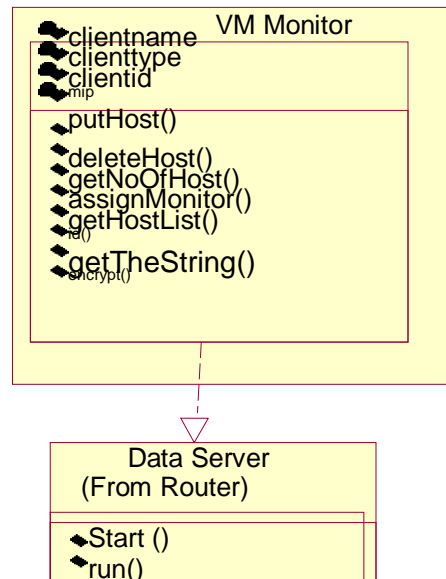 VM Monitor
clientname
clienttype
clientid
mip
putHost()
deleteHost()
getNoOfHost()
assignMonitor()
getHostList()
id()
getTheString()
encrypt()
Data Server
(From Router)
Start ()
run()